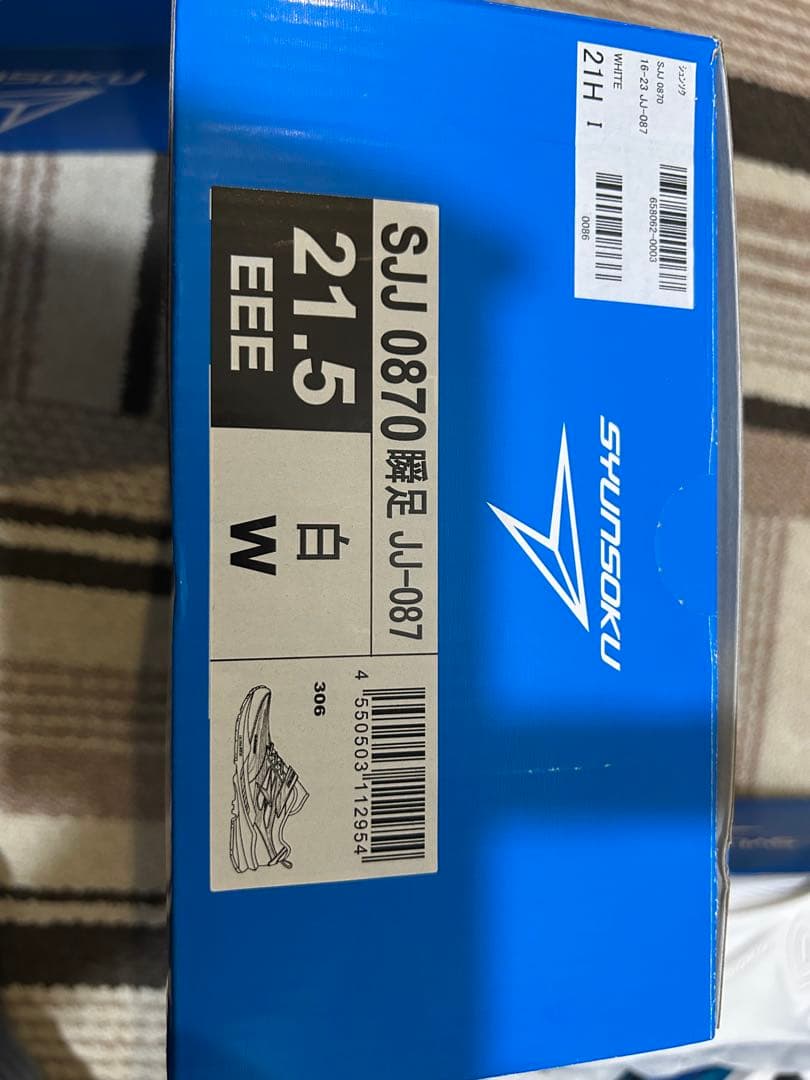 シュンソク
SJJ 0870
16-23 JJ-087
WHITE
21H I
658062-0003
0086
SYUNSOKU
SJJ 0870 瞬足 JJ-087
21.5
EEE
白
W
4 550503 112954
306